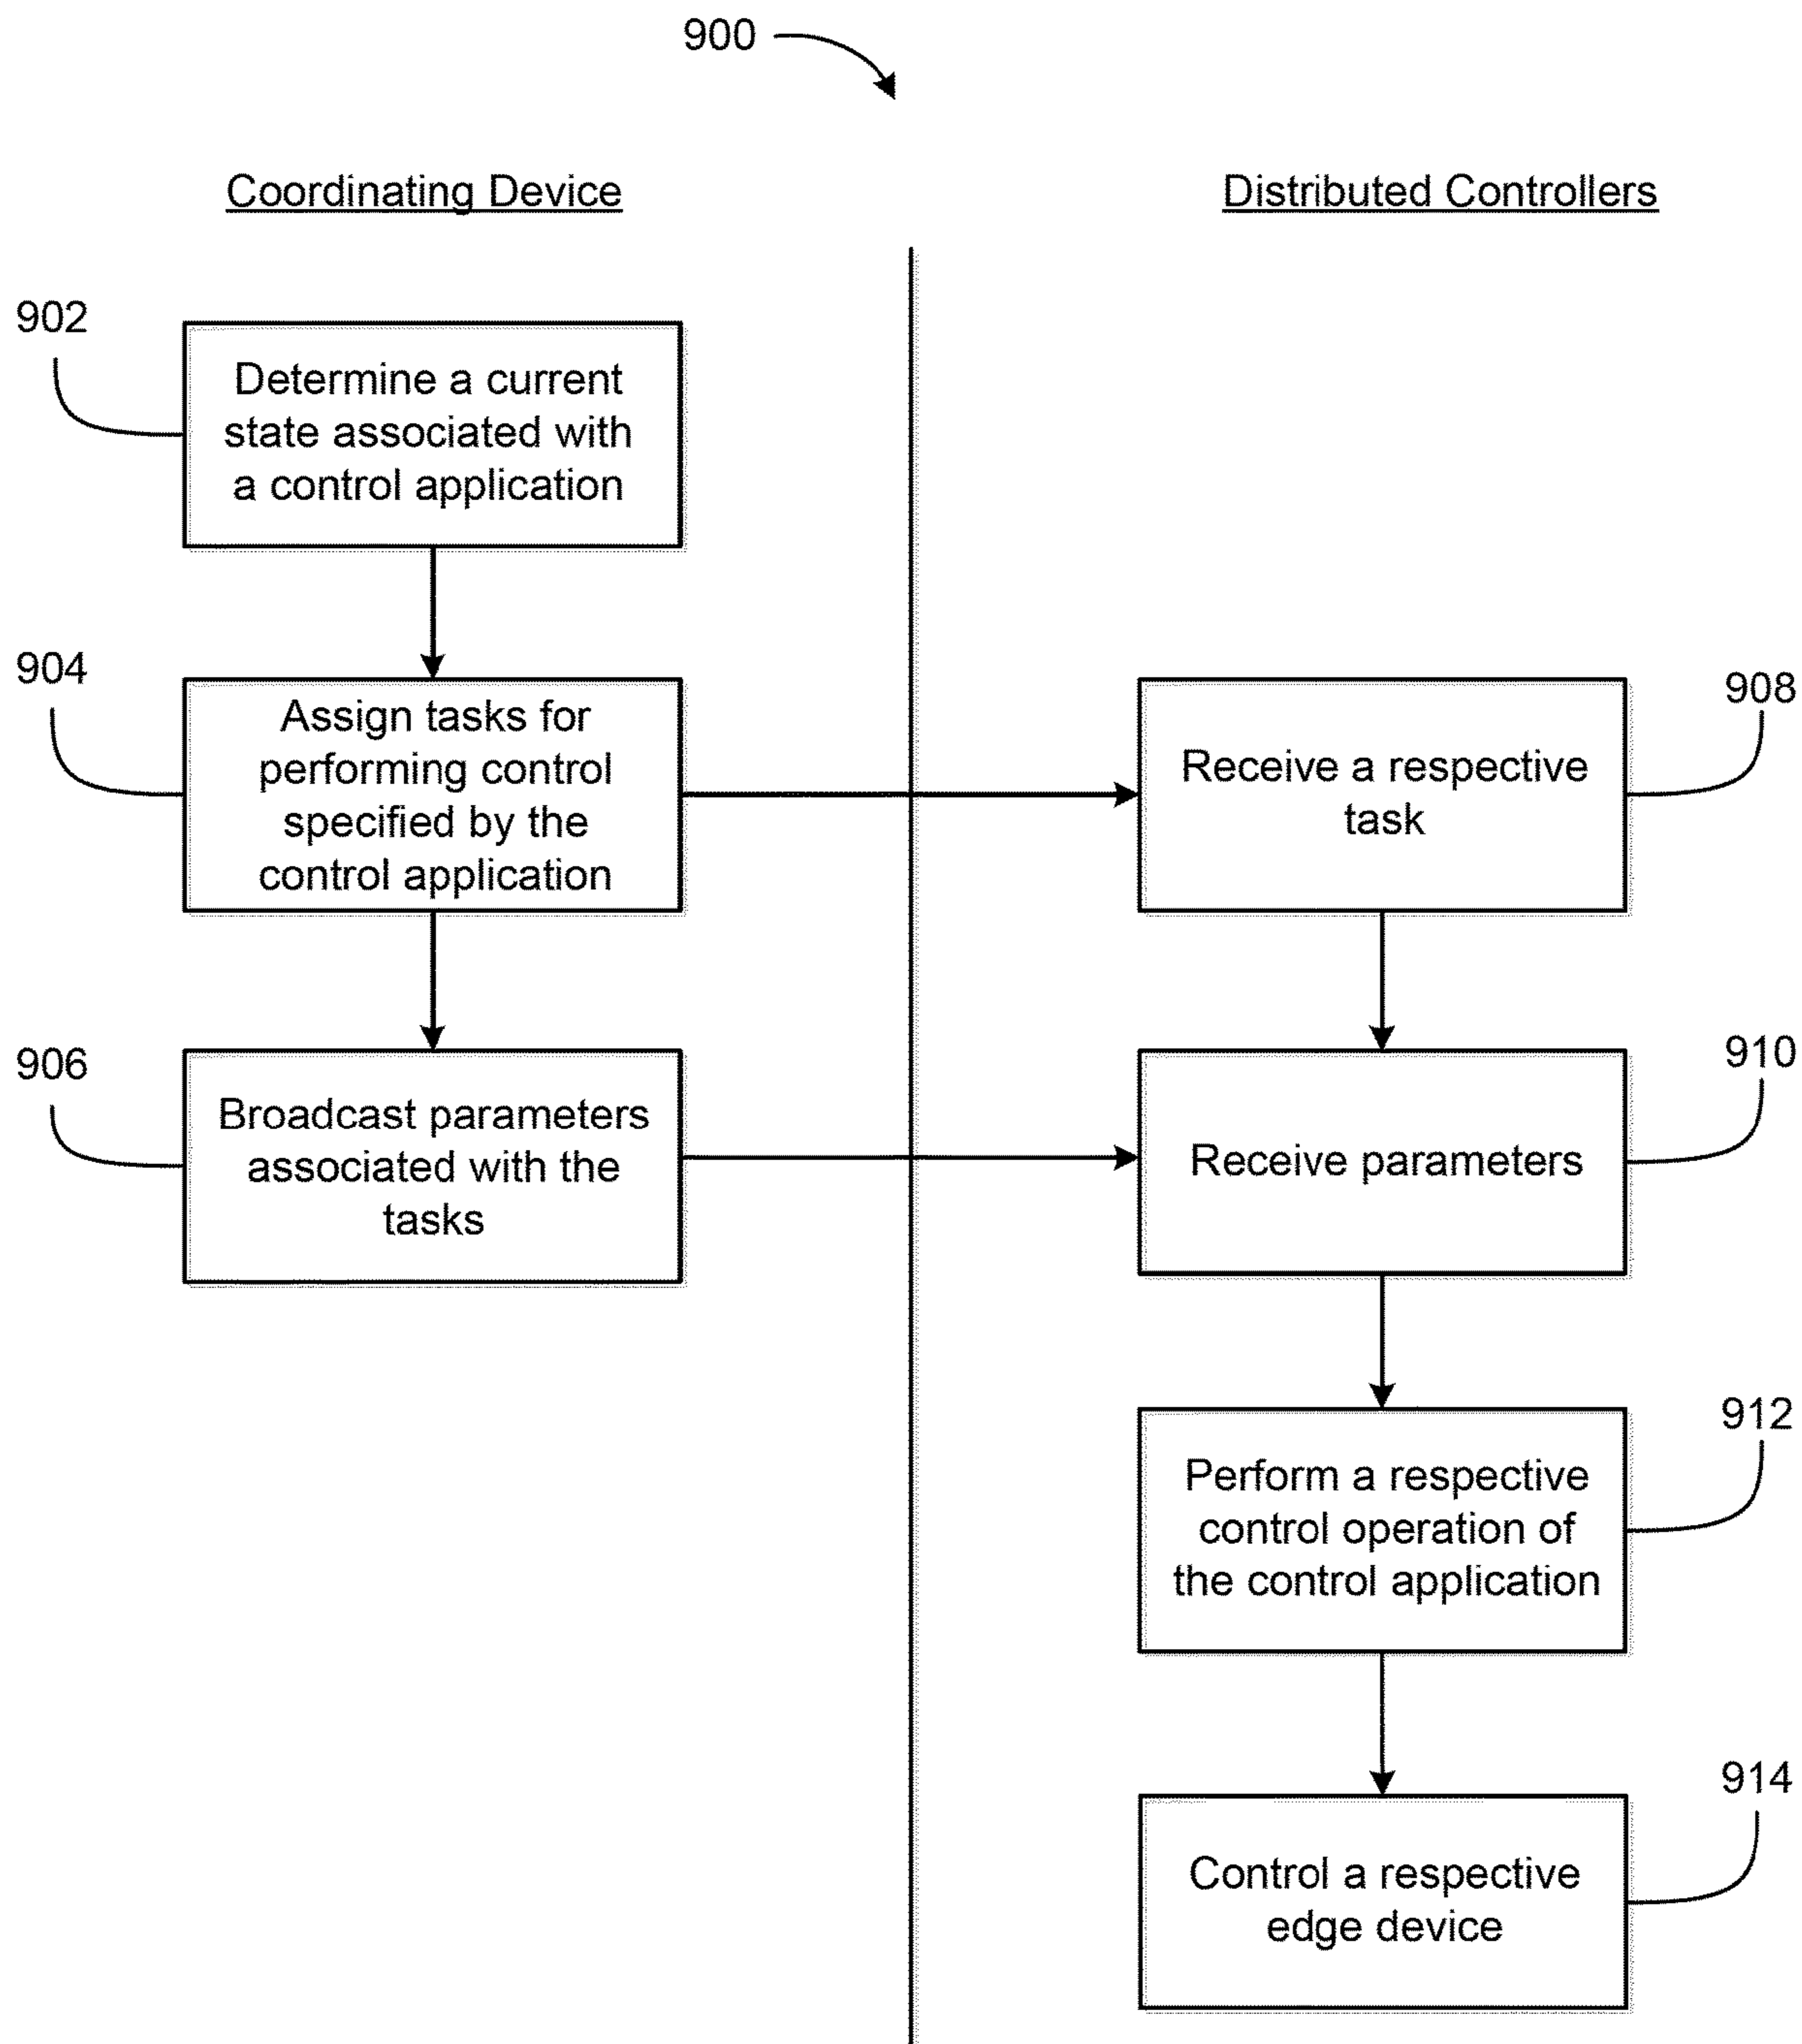 900
Coordinating Device
Distributed Controllers
902
Determine a current
state associated with
a control application
904
Assign tasks for
performing control
specified by the
control application
908
Receive a respective
task
906
Broadcast parameters
associated with the
tasks
910
Receive parameters
912
Perform a respective
control operation of
the control application
914
Control a respective
edge device